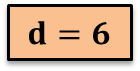 d = 6